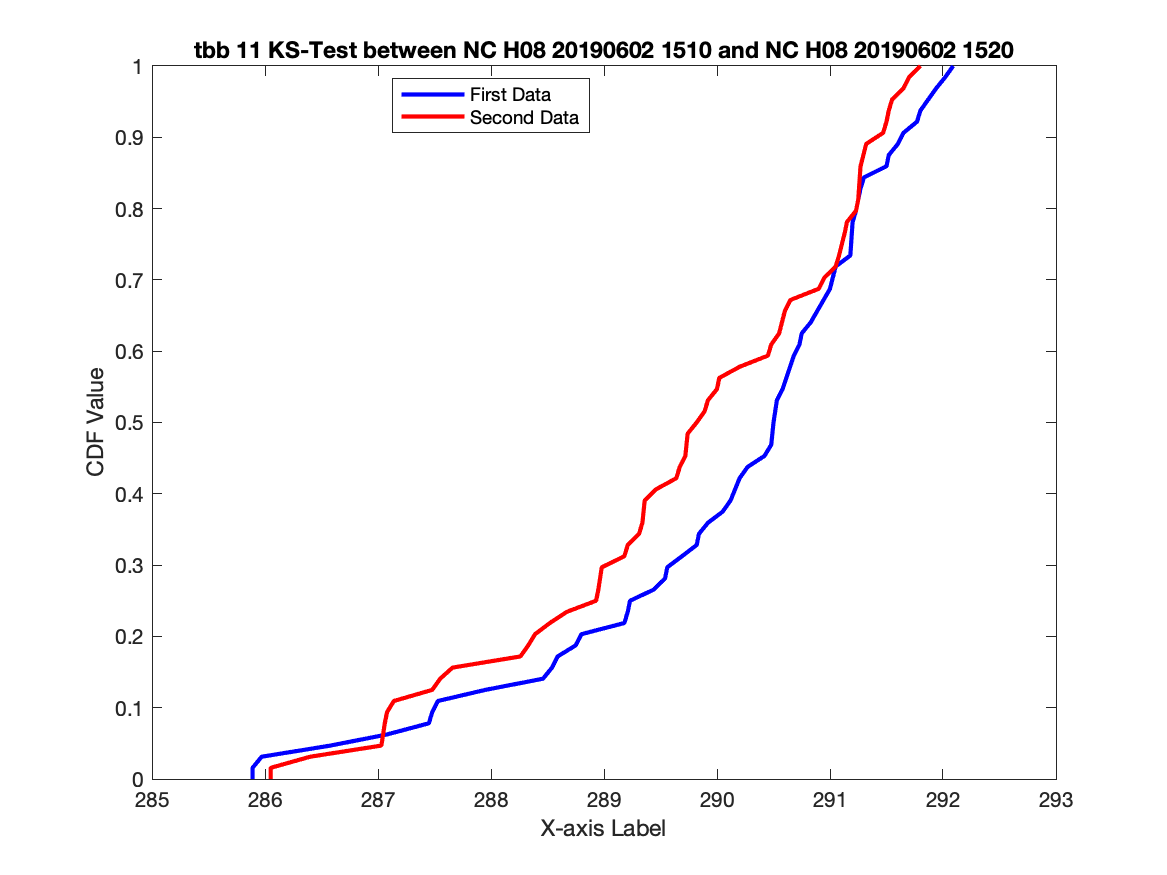 tbb 11 KS-Test between NC H08 20190602 1510 and NC H08 20190602 1520
First Data
Second Data
1
0.9
0.8
0.7
0.6
0.5
0.4
0.3
0.2
0.1
0
CDF Value
285 286 287 288 289 290 291 292 293
X-axis Label